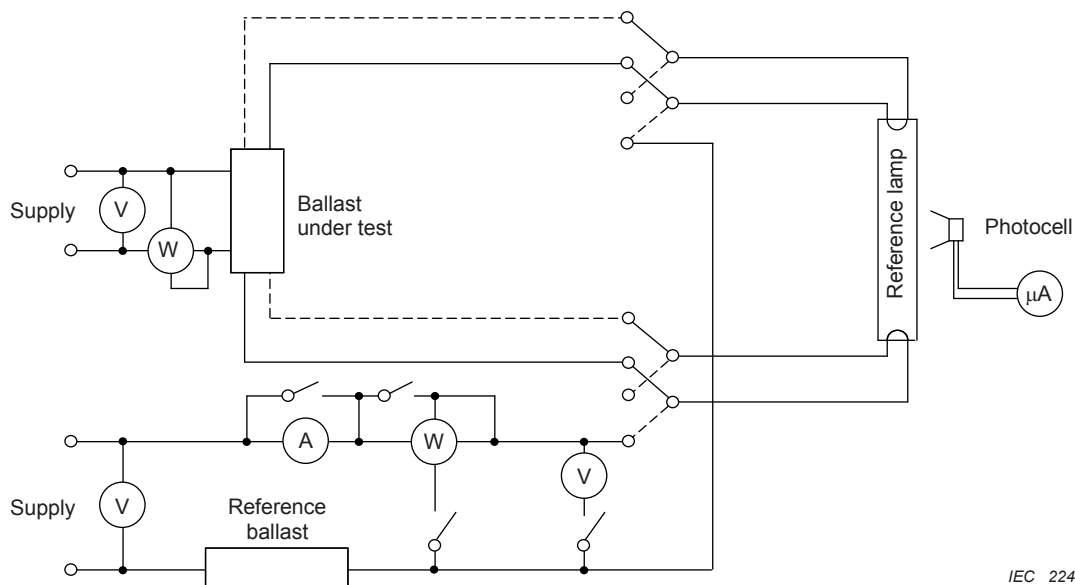 Supply
V
W
Ballast
under test
Reference lamp
Photocell
μA
A
W
V
Supply
V
Reference
ballast
IEC 224